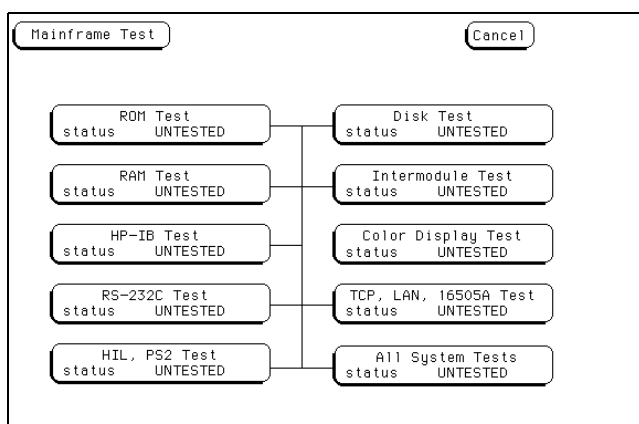 Mainframe Test
Cancel
ROM Test
status UNTESTED
Disk Test
status UNTESTED
RAM Test
status UNTESTED
Intermodule Test
status UNTESTED
HP-IB Test
status UNTESTED
Color Display Test
status UNTESTED
RS-232C Test
status UNTESTED
TCP, LAN, 16505A Test
status UNTESTED
HIL, PS2 Test
status UNTESTED
All System Tests
status UNTESTED